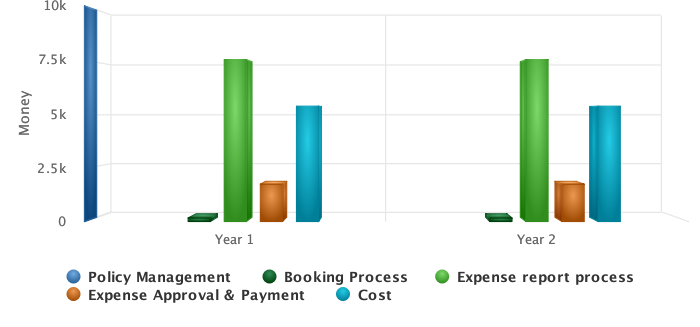 10k
7.5k
Money
5k
2.5k
0
Year 1 Year 2
Policy Management Booking Process Expense report process
Expense Approval & Payment Cost